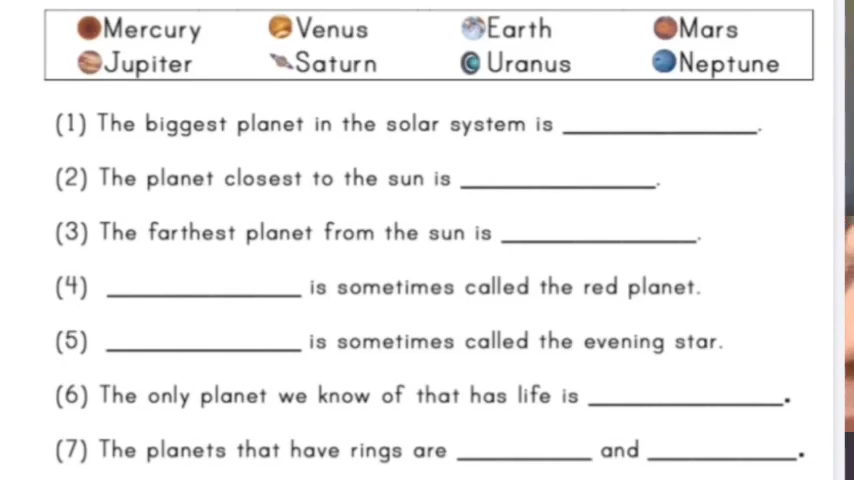 Mercury Venus Earth Mars
Jupiter Saturn Uranus Neptune
(1) The biggest planet in the solar system is ______________.
(2) The planet closest to the sun is ______________.
(3) The farthest planet from the sun is ______________.
(4) ______________ is sometimes called the red planet.
(5) ______________ is sometimes called the evening star.
(6) The only planet we know of that has life is ______________.
(7) The planets that have rings are __________ and __________.